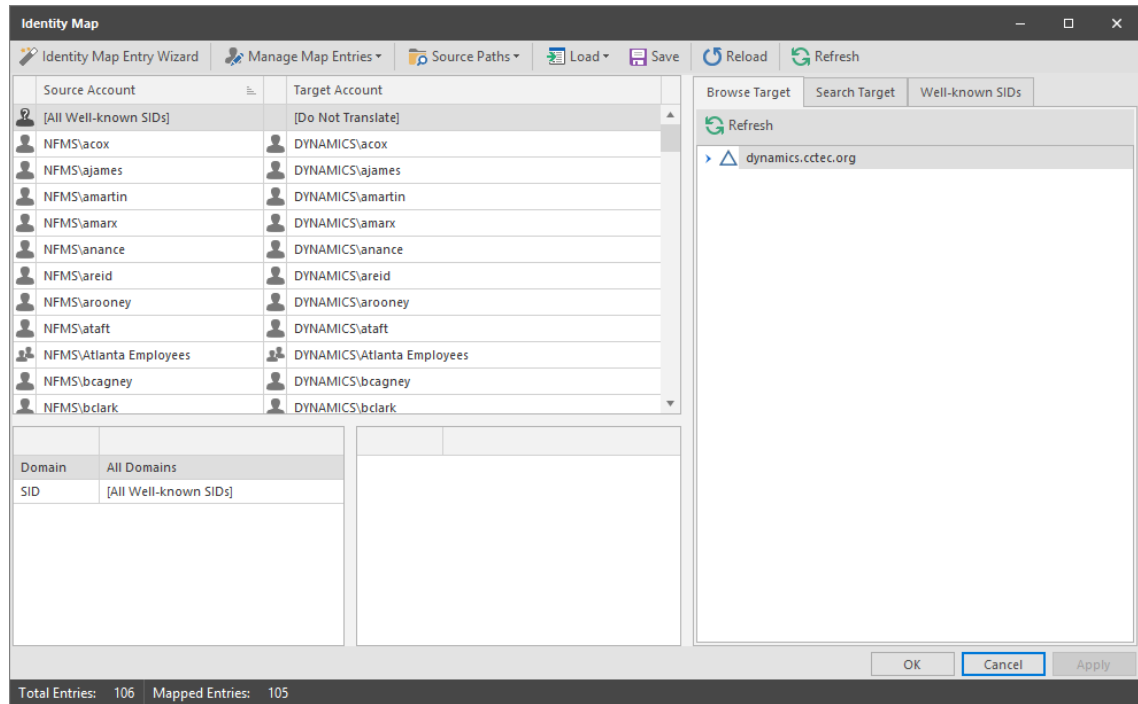 Identity Map
Identity Map Entry Wizard Manage Map Entries Source Paths Load Save Reload Refresh
Source Account Target Account
[All Well-known SIDs] [Do Not Translate]
NFMS\acox DYNAMICS\acox
NFMS\ajames DYNAMICS\ajames
NFMS\amartin DYNAMICS\amartin
NFMS\amarx DYNAMICS\amarx
NFMS\anance DYNAMICS\anance
NFMS\areid DYNAMICS\areid
NFMS\arooney DYNAMICS\arooney
NFMS\ataft DYNAMICS\ataft
NFMS\Atlanta Employees DYNAMICS\Atlanta Employees
NFMS\bcagney DYNAMICS\bcagney
NFMS\bclark DYNAMICS\bclark
Domain All Domains
SID [All Well-known SIDs]
Browse Target Search Target Well-known SIDs
Refresh
dynamics.cctec.org
OK Cancel Apply
Total Entries: 106 Mapped Entries: 105